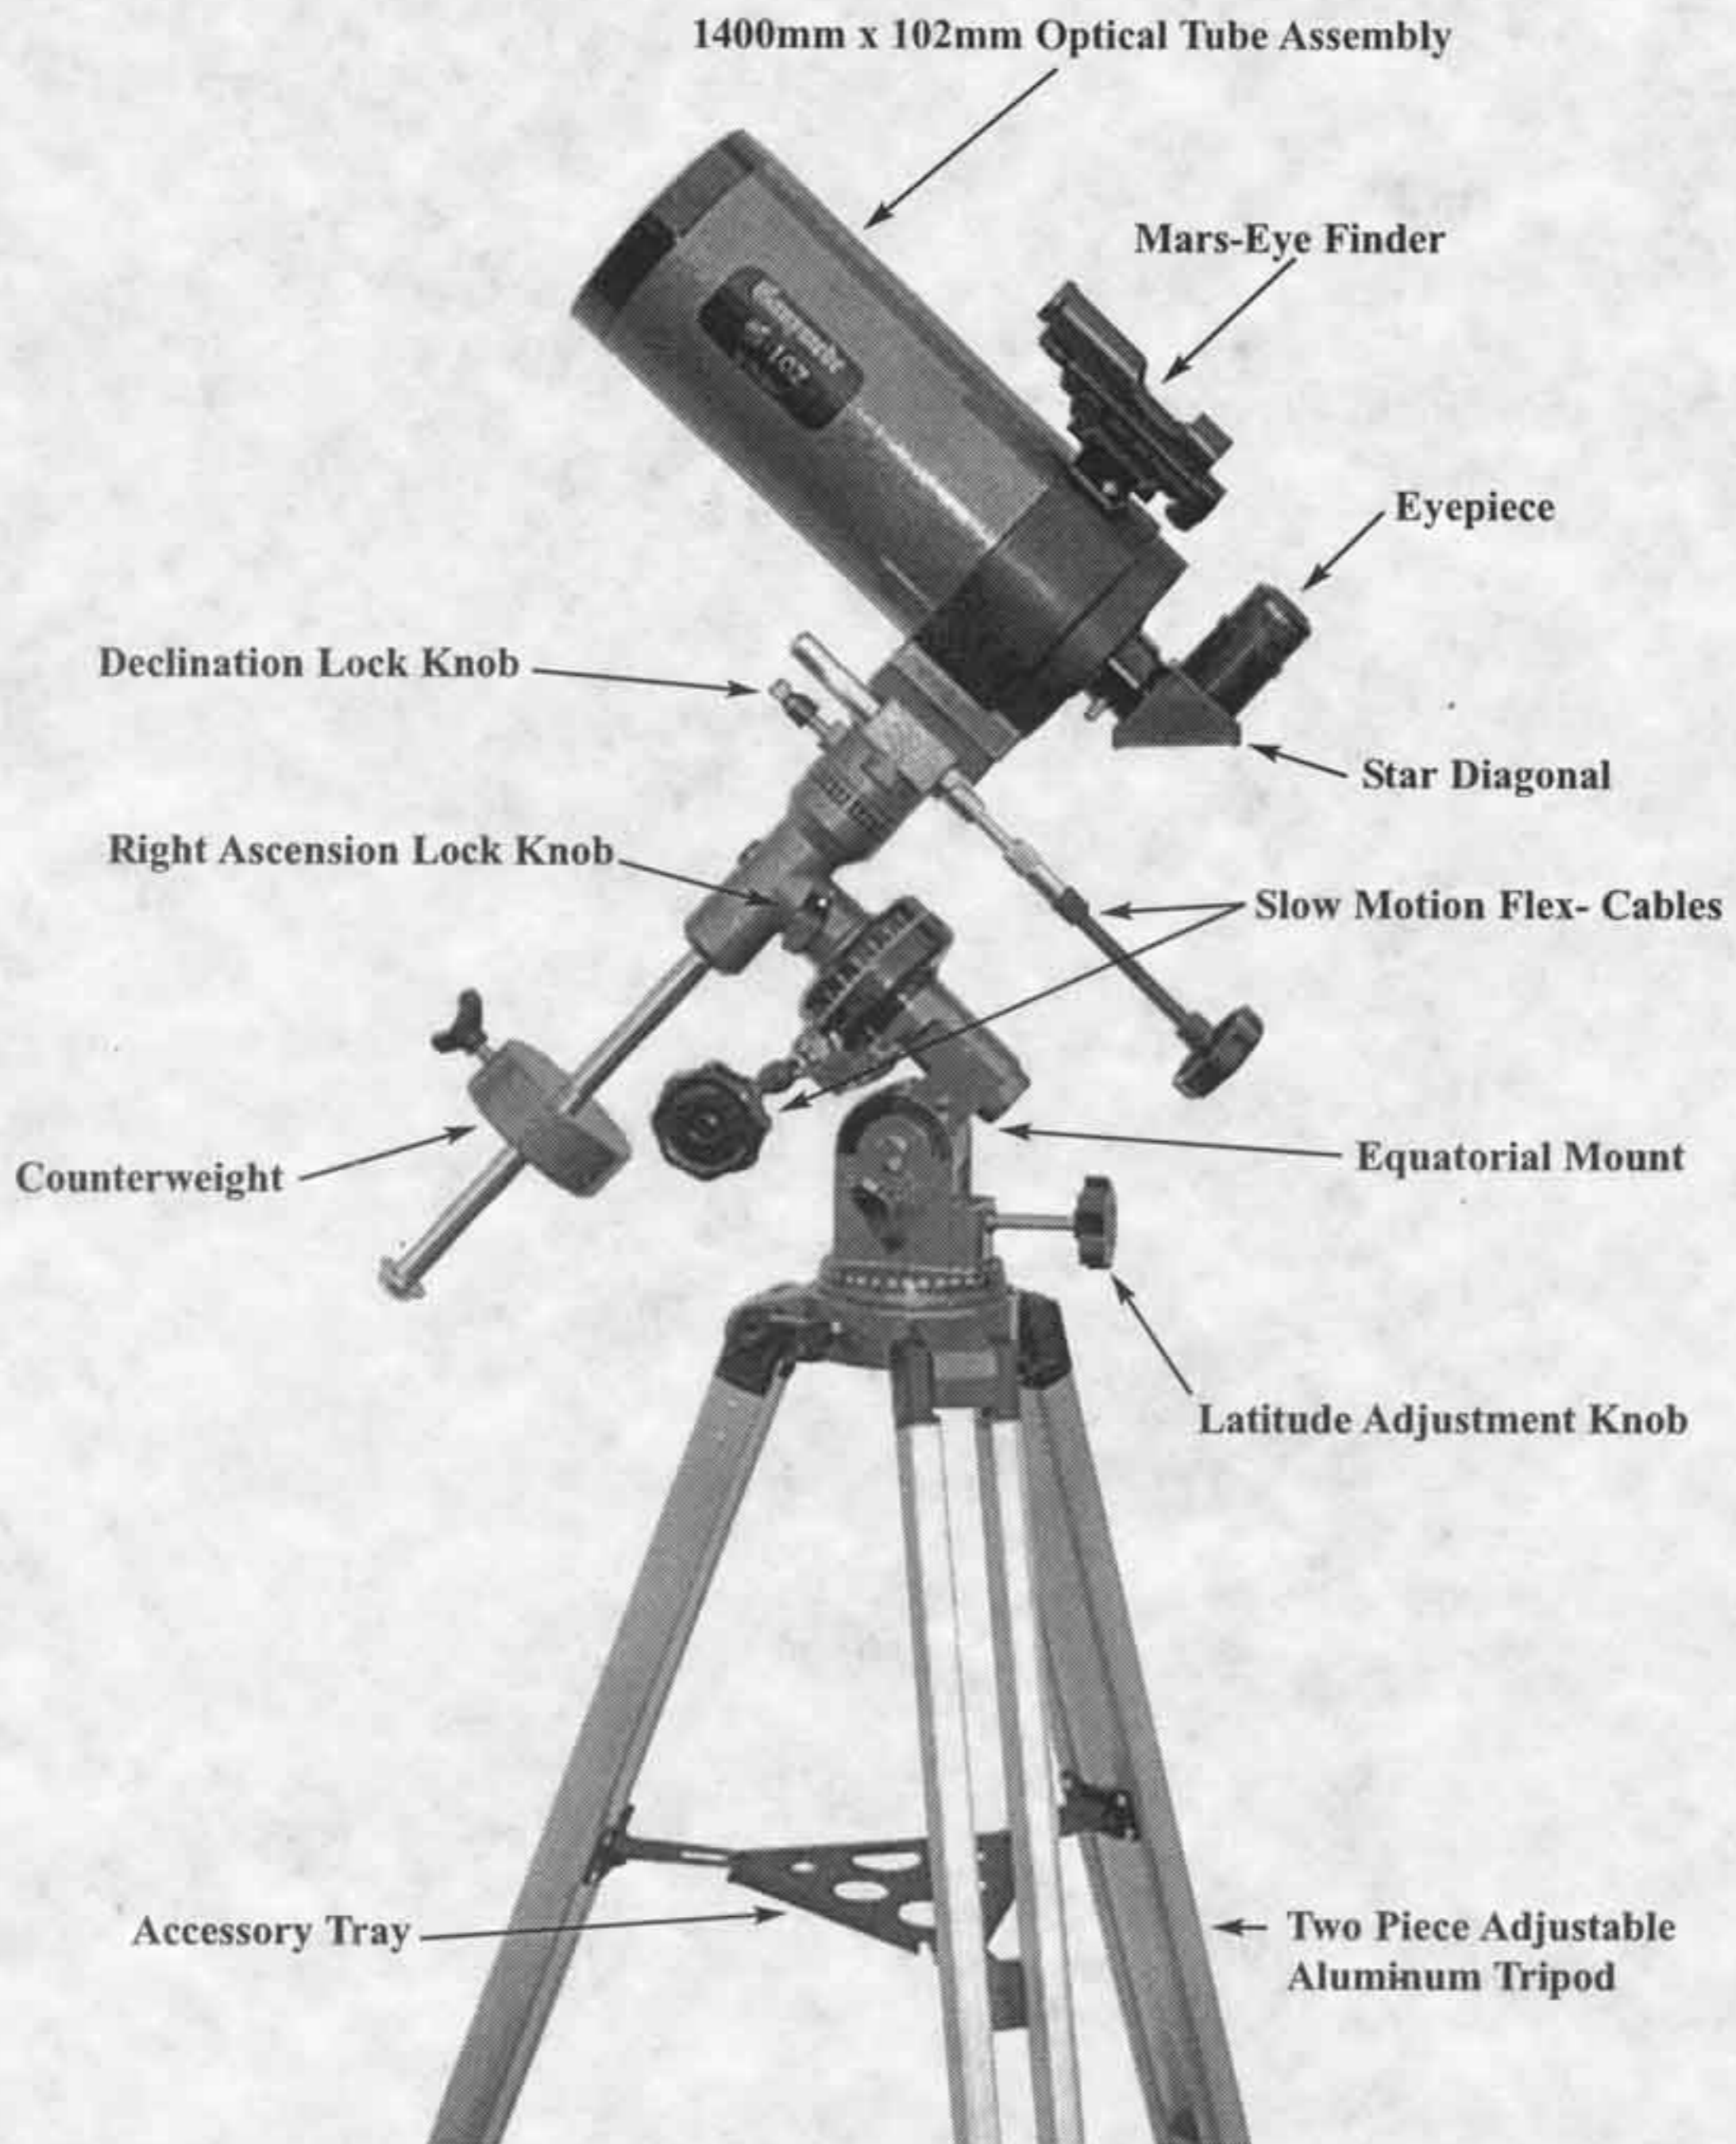 1400mm x 102mm Optical Tube Assembly
Mars-Eye Finder
Eyepiece
Declination Lock Knob
Star Diagonal
Right Ascension Lock Knob
Slow Motion Flex- Cables
Counterweight
Equatorial Mount
Latitude Adjustment Knob
Accessory Tray
Two Piece Adjustable
Aluminum Tripod